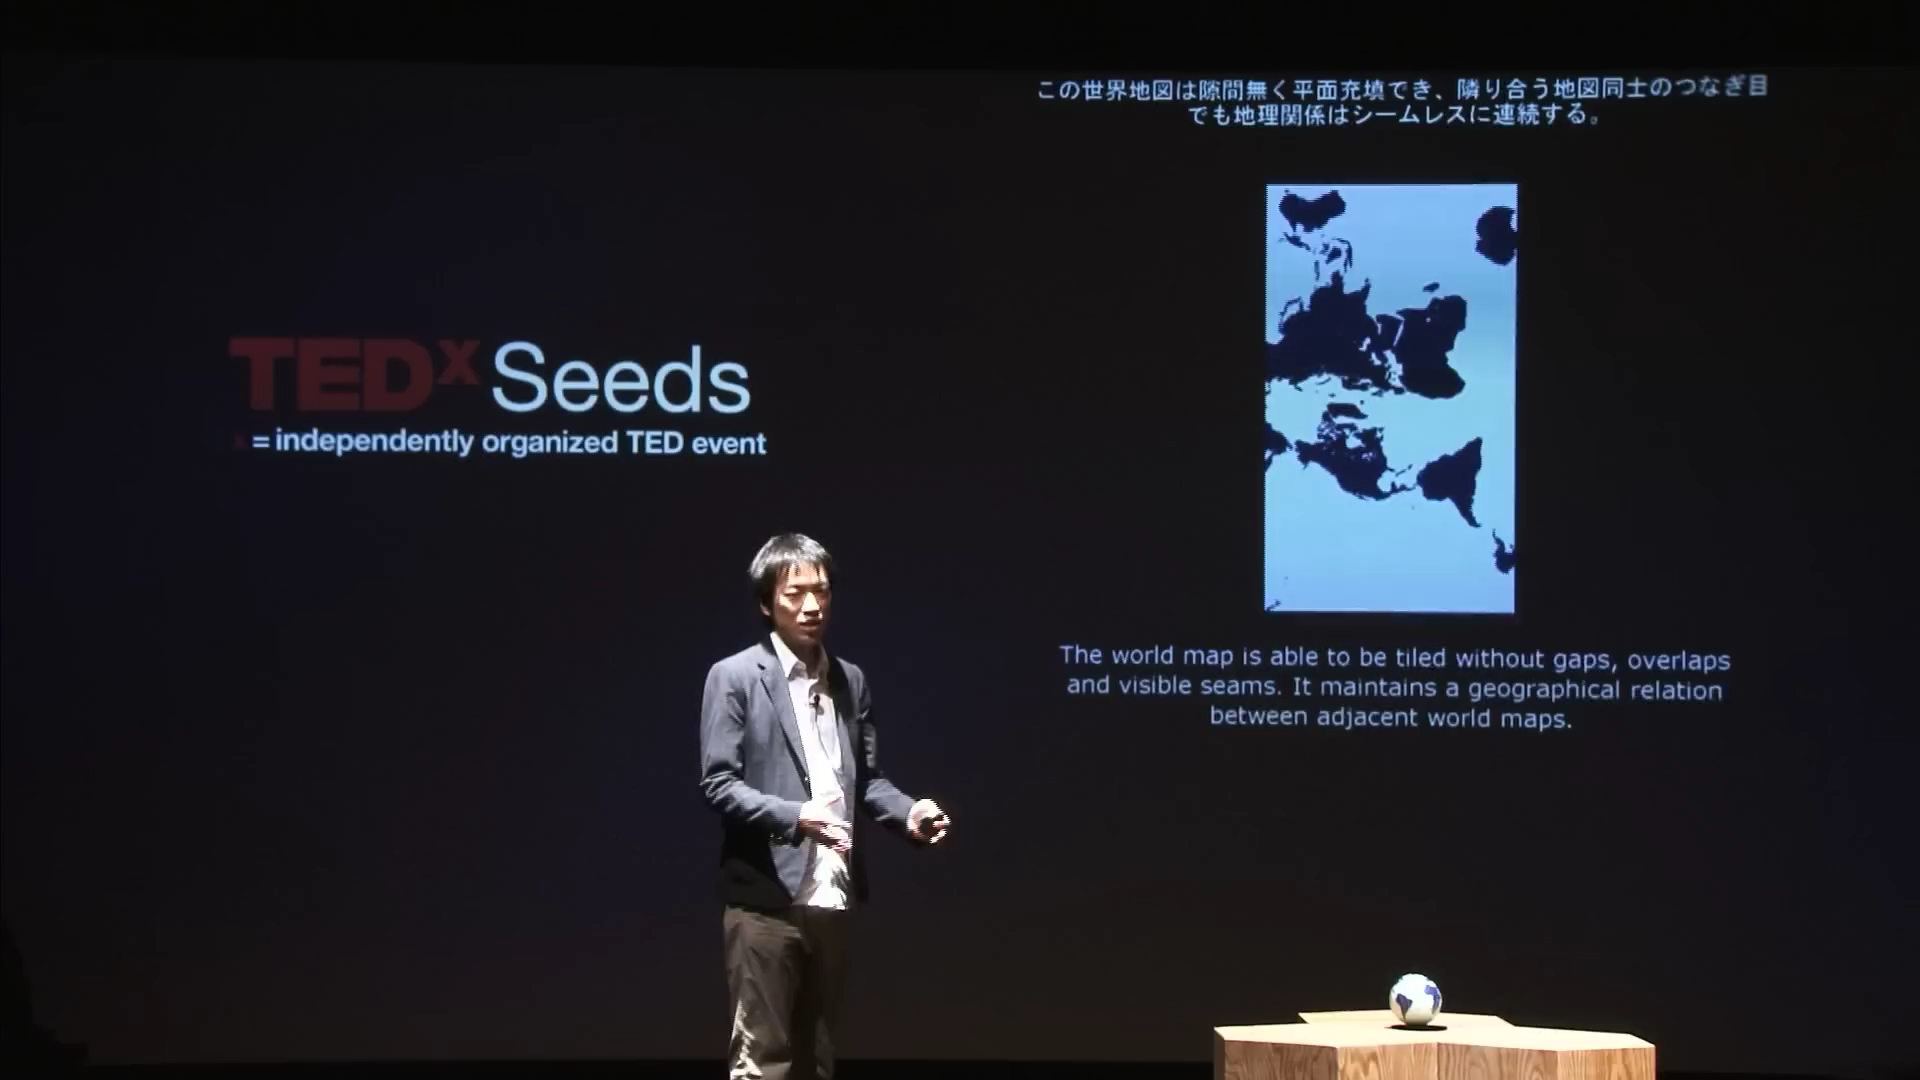 この世界地図は隙間無く平面充填でき、隣り合う地図同士のつなぎ目
でも地理関係はシームレスに連続する。
TEDx Seeds
x = independently organized TED event
The world map is able to be tiled without gaps, overlaps
and visible seams. It maintains a geographical relation
between adjacent world maps.